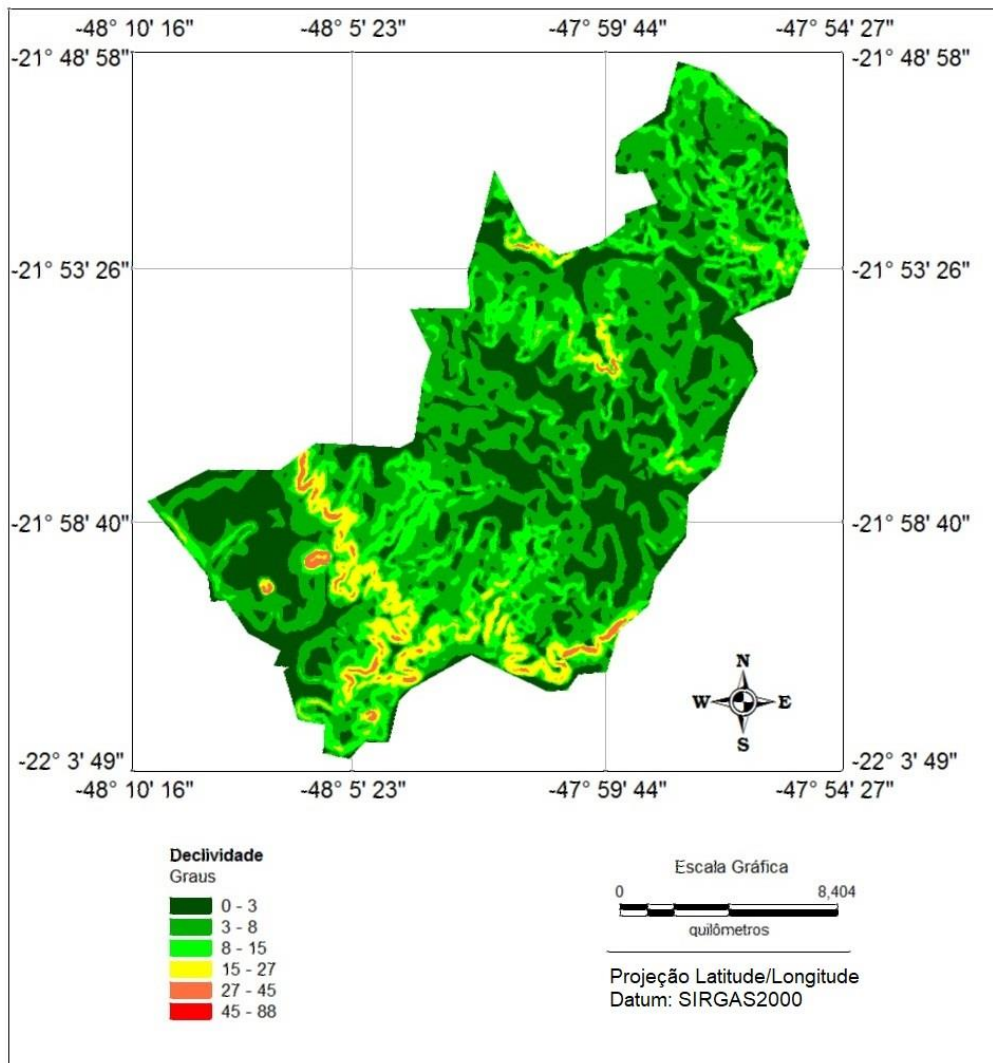 -48° 10' 16" -48° 5' 23" -47° 59' 44" -47° 54' 27"
-21° 48' 58" -21° 48' 58"
-21° 53' 26" -21° 53' 26"
-21° 58' 40" -21° 58' 40"
N
W E
S
-22° 3' 49" -22° 3' 49"
-48° 10' 16" -48° 5' 23" -47° 59' 44" -47° 54' 27"
Declividade
Graus
0 - 3
3 - 8
8 - 15
15 - 27
27 - 45
45 - 88
Escala Gráfica
0 8,404
quilômetros
Projeção Latitude/Longitude
Datum: SIRGAS2000